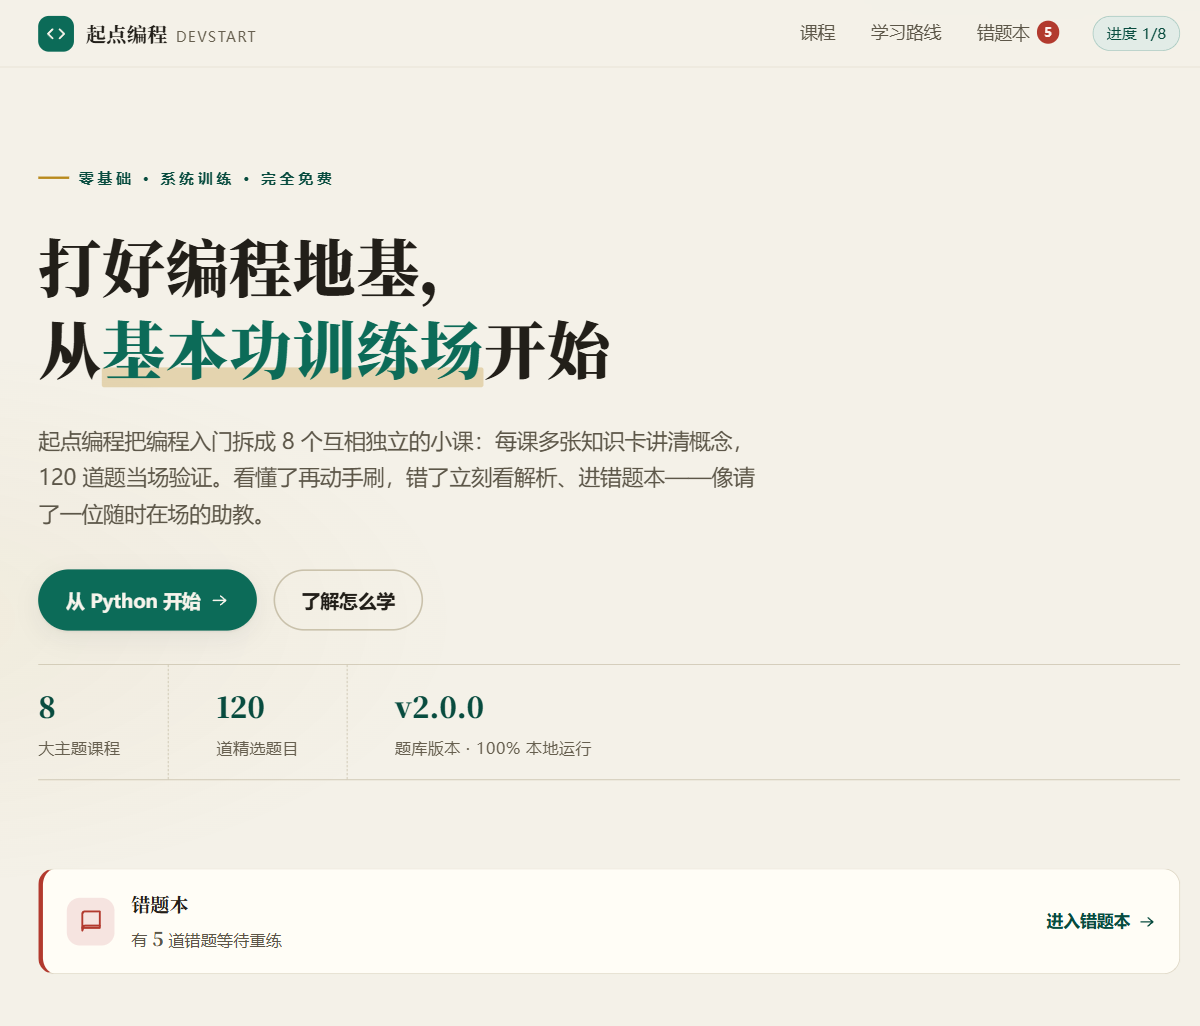 起点编程 DEVSTART
课程 学习路线 错题本 5 进度 1/8
零基础 • 系统训练 • 完全免费
打好编程地基，
从基本功训练场开始
起点编程把编程入门拆成 8 个互相独立的小课：每课多张知识卡讲清概念，
120 道题当场验证。看懂了再动手刷，错了立刻看解析、进错题本——像请
了一位随时在场的助教。
从 Python 开始 →
了解怎么学
8
大主题课程
120
道精选题目
v2.0.0
题库版本 · 100% 本地运行
错题本
有 5 道错题等待重练
进入错题本 →